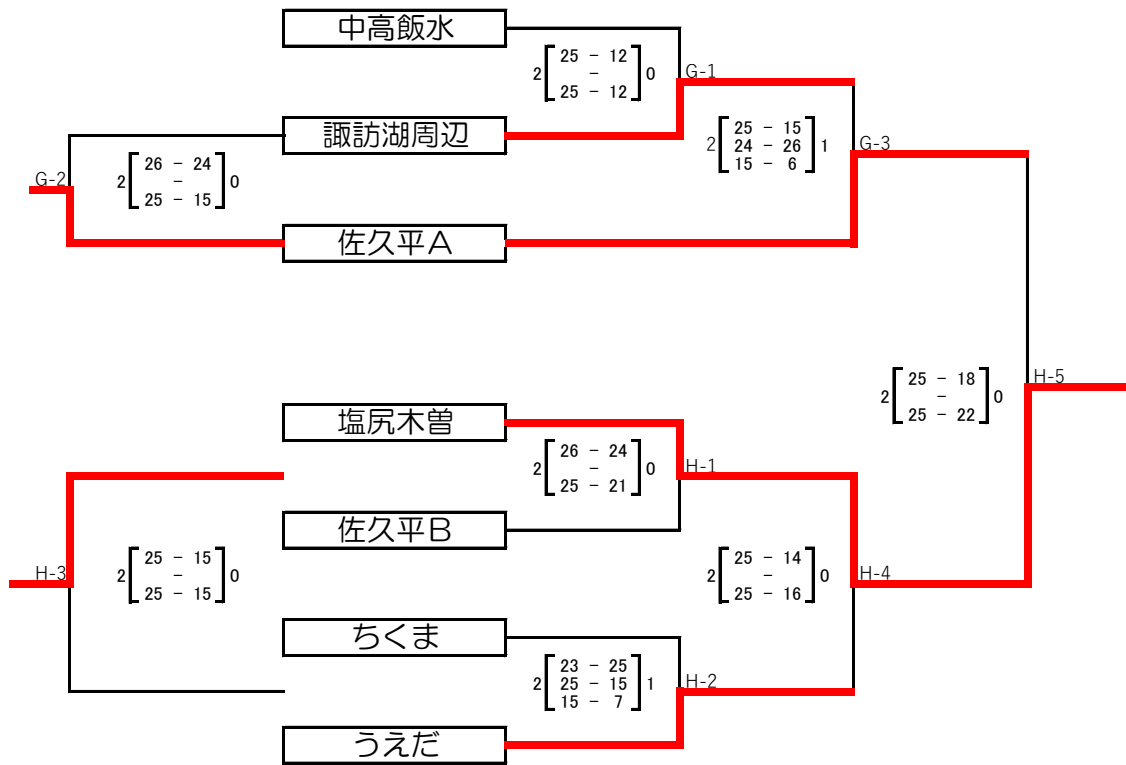 中高飯水
25 - 12
2 - 0
25 - 12
G-1
諏訪湖周辺
25 - 15
2 24 - 26 1
15 - 6
G-3
26 - 24
2 - 0
25 - 15
G-2
佐久平A
25 - 18
2 - 0
25 - 22
H-5
塩尻木曽
26 - 24
2 - 0
25 - 21
H-1
佐久平B
25 - 15
2 - 0
25 - 15
H-3
25 - 14
2 - 0
25 - 16
H-4
ちくま
23 - 25
2 25 - 15 1
15 - 7
H-2
うえだ